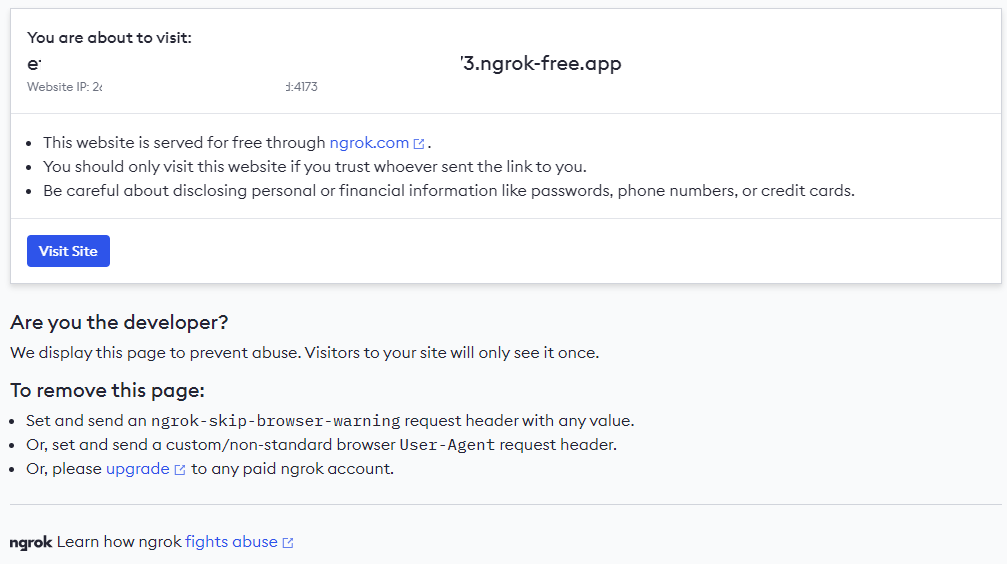 You are about to visit:
3.ngrok-free.app
Website IP: :4173
This website is served for free through ngrok.com.
You should only visit this website if you trust whoever sent the link to you.
Be careful about disclosing personal or financial information like passwords, phone numbers, or credit cards.
Visit Site
Are you the developer?
We display this page to prevent abuse. Visitors to your site will only see it once.
To remove this page:
Set and send an ngrok-skip-browser-warning request header with any value.
Or, set and send a custom/non-standard browser User-Agent request header.
Or, please upgrade to any paid ngrok account.
ngrok Learn how ngrok fights abuse